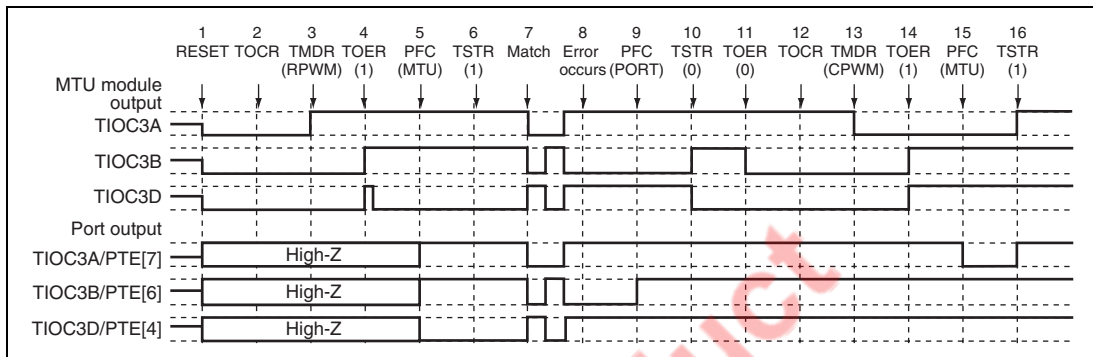 1 2 3 4 5 6 7 8 9 10 11 12 13 14 15 16
RESET TOCR TMDR TOER PFC TSTR Match Error PFC TSTR TOER TOCR TMDR TOER PFC TSTR
(RPWM) (1) (MTU) (1) occurs (PORT) (0) (0) (CPWM) (1) (MTU) (1)
MTU module
output
TIOC3A
TIOC3B
TIOC3D
Port output
TIOC3A/PTE[7] High-Z
TIOC3B/PTE[6] High-Z
TIOC3D/PTE[4] High-Z
uct